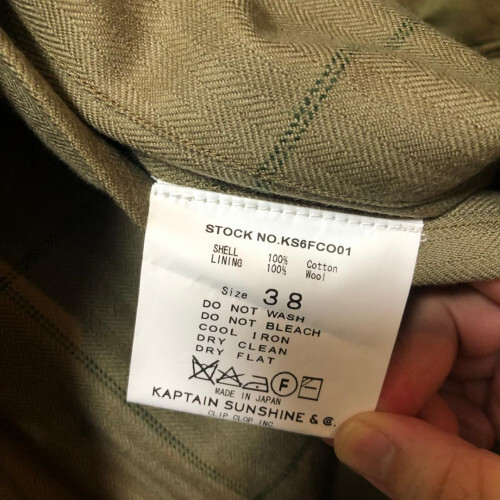 STOCK NO.KS6FCO01
SHELL 100% Cotton
LINING 100% Wool
Size 38
DO NOT WASH
DO NOT BLEACH
COOL IRON
DRY CLEAN
DRY FLAT
F
MADE IN JAPAN
KAPTAIN SUNSHINE & Co.
CLIP CLOP INC